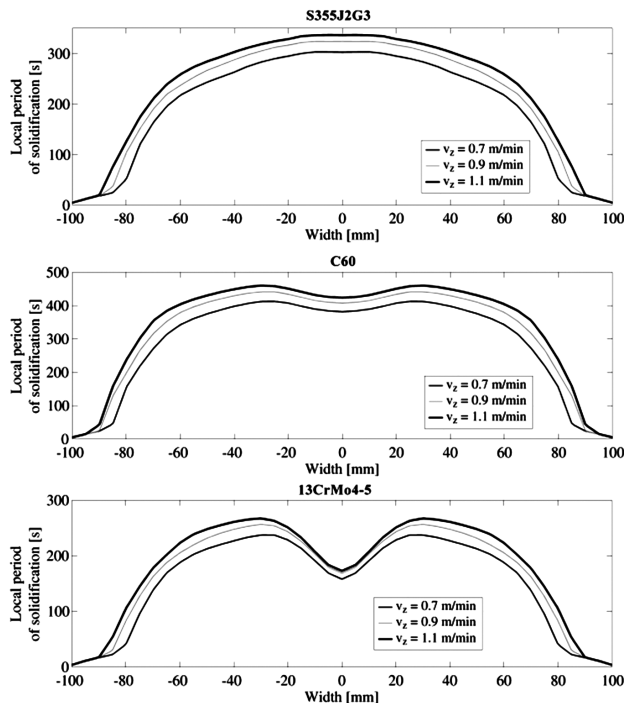 S355J2G3
Local period
of solidification [s]
300
200
100
0
v_z = 0.7 m/min
v_z = 0.9 m/min
v_z = 1.1 m/min
-100 -80 -60 -40 -20 0 20 40 60 80 100
Width [mm]
C60
Local period
of solidification [s]
500
400
300
200
100
0
v_z = 0.7 m/min
v_z = 0.9 m/min
v_z = 1.1 m/min
-100 -80 -60 -40 -20 0 20 40 60 80 100
Width [mm]
13CrMo4-5
Local period
of solidification [s]
300
200
100
0
v_z = 0.7 m/min
v_z = 0.9 m/min
v_z = 1.1 m/min
-100 -80 -60 -40 -20 0 20 40 60 80 100
Width [mm]